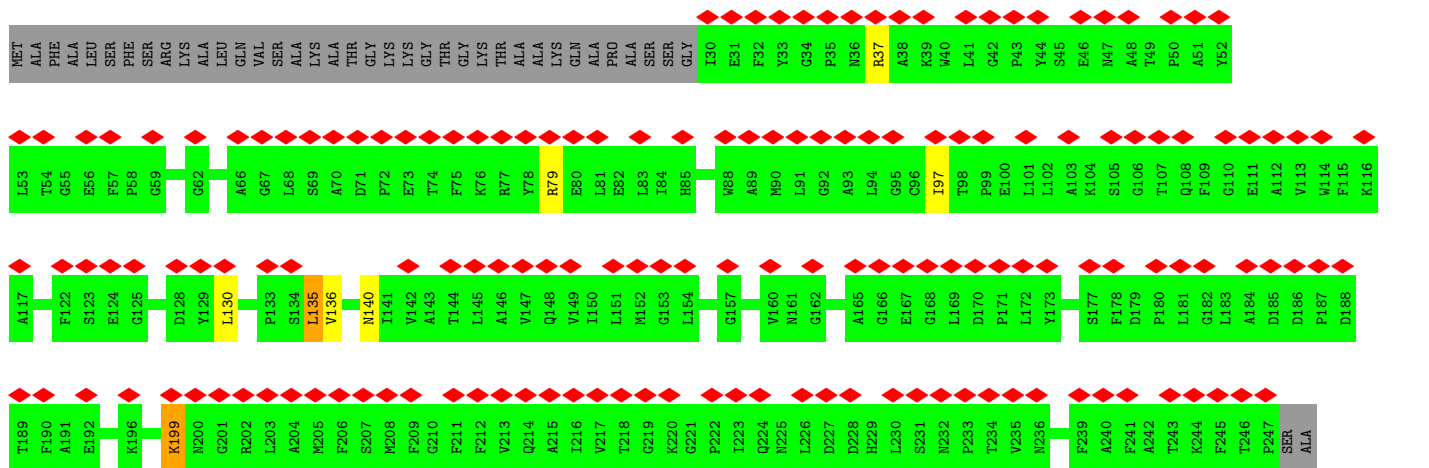 MET ALA PHE ALA ALA LEU SER PHE SER ARG LYS ALA LEU GLN VAL SER ALA LYS ALA THR GLY LYS LYS GLY THR GLY LYS THR ALA ALA LYS GLN ALA PRO ALA SER SER GLY I30 E31 F32 Y33 G34 P35 N36 R37 A38 K39 W40 L41 G42 P43 Y44 S45 E46 N47 A48 T49 P50 A51 Y52
L53 T54 G55 E56 F57 P58 G59 G62 A66 G67 L68 S69 A70 D71 P72 E73 T74 F75 K76 R77 Y78 R79 E80 L81 E82 L83 I84 H85 W88 A89 M90 L91 G92 A93 L94 G95 C96 I97 T98 P99 E100 L101 L102 A103 K104 S105 G106 T107 Q108 F109 G110 E111 A112 V113 W114 F115 K116
A117 F122 S123 E124 G125 D128 Y129 L130 P133 S134 L135 V136 N140 I141 V142 A143 T144 L145 A146 V147 Q148 V149 I150 L151 M152 G153 L154 G157 V160 N161 G162 A165 G166 E167 G168 L169 D170 P171 L172 Y173 S177 F178 D179 P180 L181 G182 L183 A184 D185 D186 P187 D188
T189 F190 A191 E192 K196 K199 N200 G201 R202 L203 A204 M205 F206 S207 M208 F209 G210 F211 F212 V213 Q214 A215 I216 V217 T218 G219 K220 G221 P222 I223 Q224 N225 L226 D227 D228 H229 L230 S231 N232 P233 T234 V235 N236 F239 A240 F241 A242 T243 K244 F245 T246 P247 SER ALA